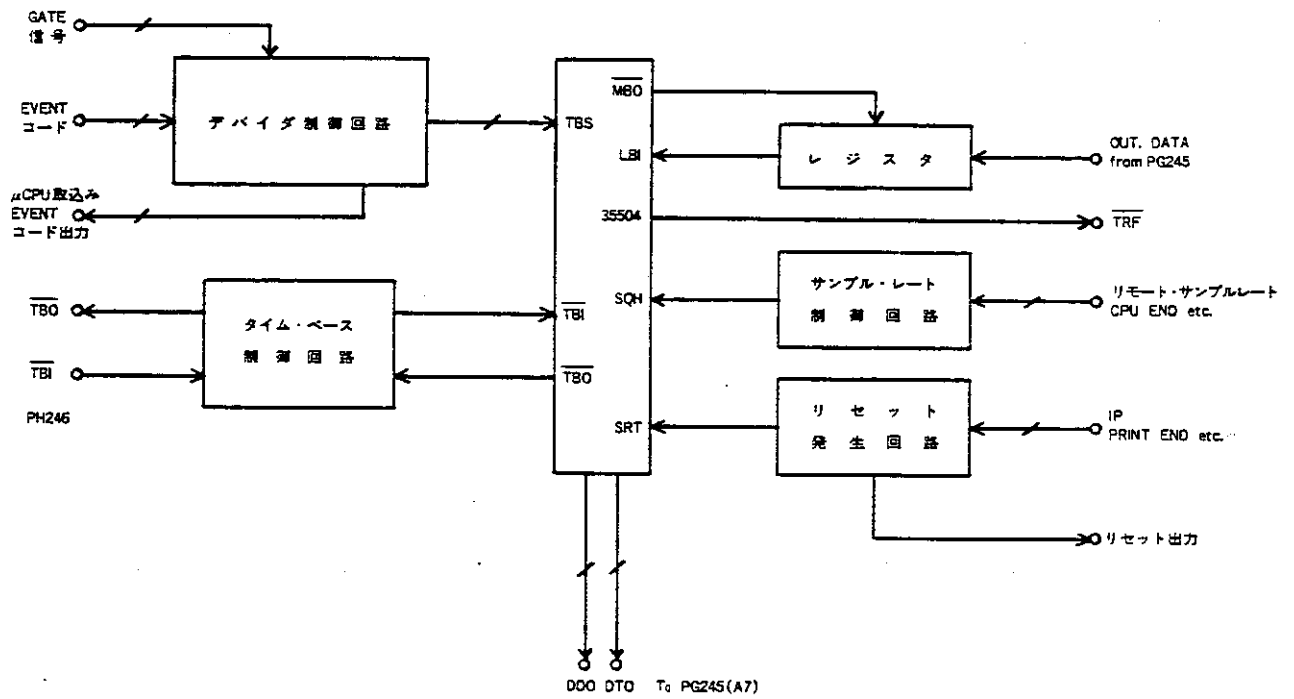 GATE
信号
EVENT
コード
デバイダ制御回路
TBS
μCPU取込み
EVENT
コード出力
TBO
TBI
タイム・ベース
制御回路
TBI
TBO
PH246
MBO
LBI
35504
SQH
SRT
レジスタ
OUT. DATA
from PG245
TRF
サンプル・レート
制御回路
リモート・サンプルレート
CPU END etc.
リセット
発生回路
IP
PRINT END etc.
リセット出力
DDO DTO To PG245(A7)